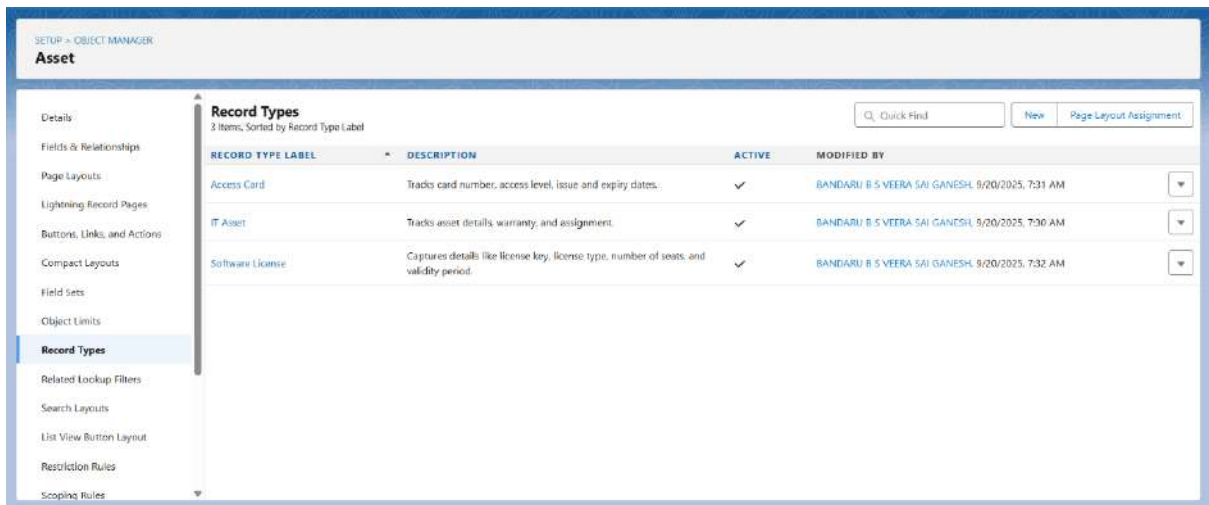 SETUP > OBJECT MANAGER
Asset
Details
Fields & Relationships
Page Layouts
Lightning Record Pages
Buttons, Links, and Actions
Compact Layouts
Field Sets
Object Limits
Record Types
Related Lookup Filters
Search Layouts
List View Button Layout
Restriction Rules
Scoping Rules
Record Types
3 Items, Sorted by Record Type Label
Quick Find
New
Page Layout Assignment
RECORD TYPE LABEL DESCRIPTION ACTIVE MODIFIED BY
Access Card Tracks card number, access level, issue and expiry dates. BANDARU B S VEERA SAI GANESH, 9/20/2025, 7:31 AM
IT Asset Tracks asset details, warranty, and assignment. BANDARU B S VEERA SAI GANESH, 9/20/2025, 7:30 AM
Software License Captures details like license key, license type, number of seats, and validity period. BANDARU B S VEERA SAI GANESH, 9/20/2025, 7:32 AM